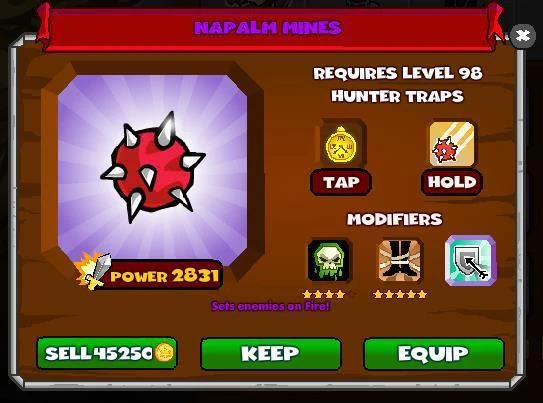 NAPALM MINES
REQUIRES LEVEL 98
HUNTER TRAPS
TAP
HOLD
MODIFIERS
POWER 2831
Sets enemies on Fire!
SELL 45250
KEEP
EQUIP